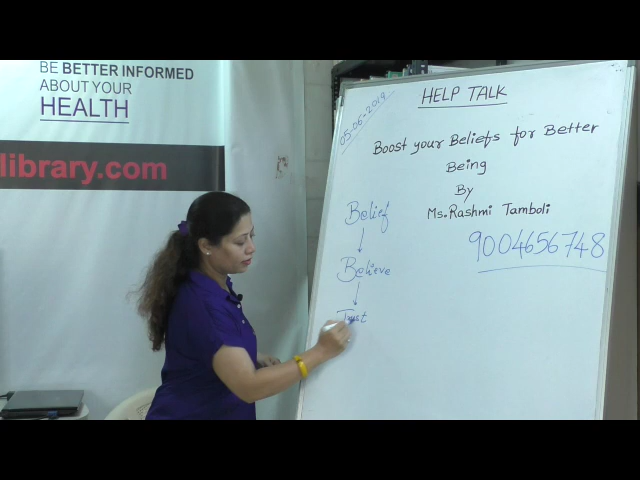 BE BETTER INFORMED
ABOUT YOUR
HEALTH
library.com
05-06-2019
HELP TALK
Boost your Beliefs for Better
Being
By
Ms. Rashmi Tamboli
9004656748
Belief
Believe
Trust